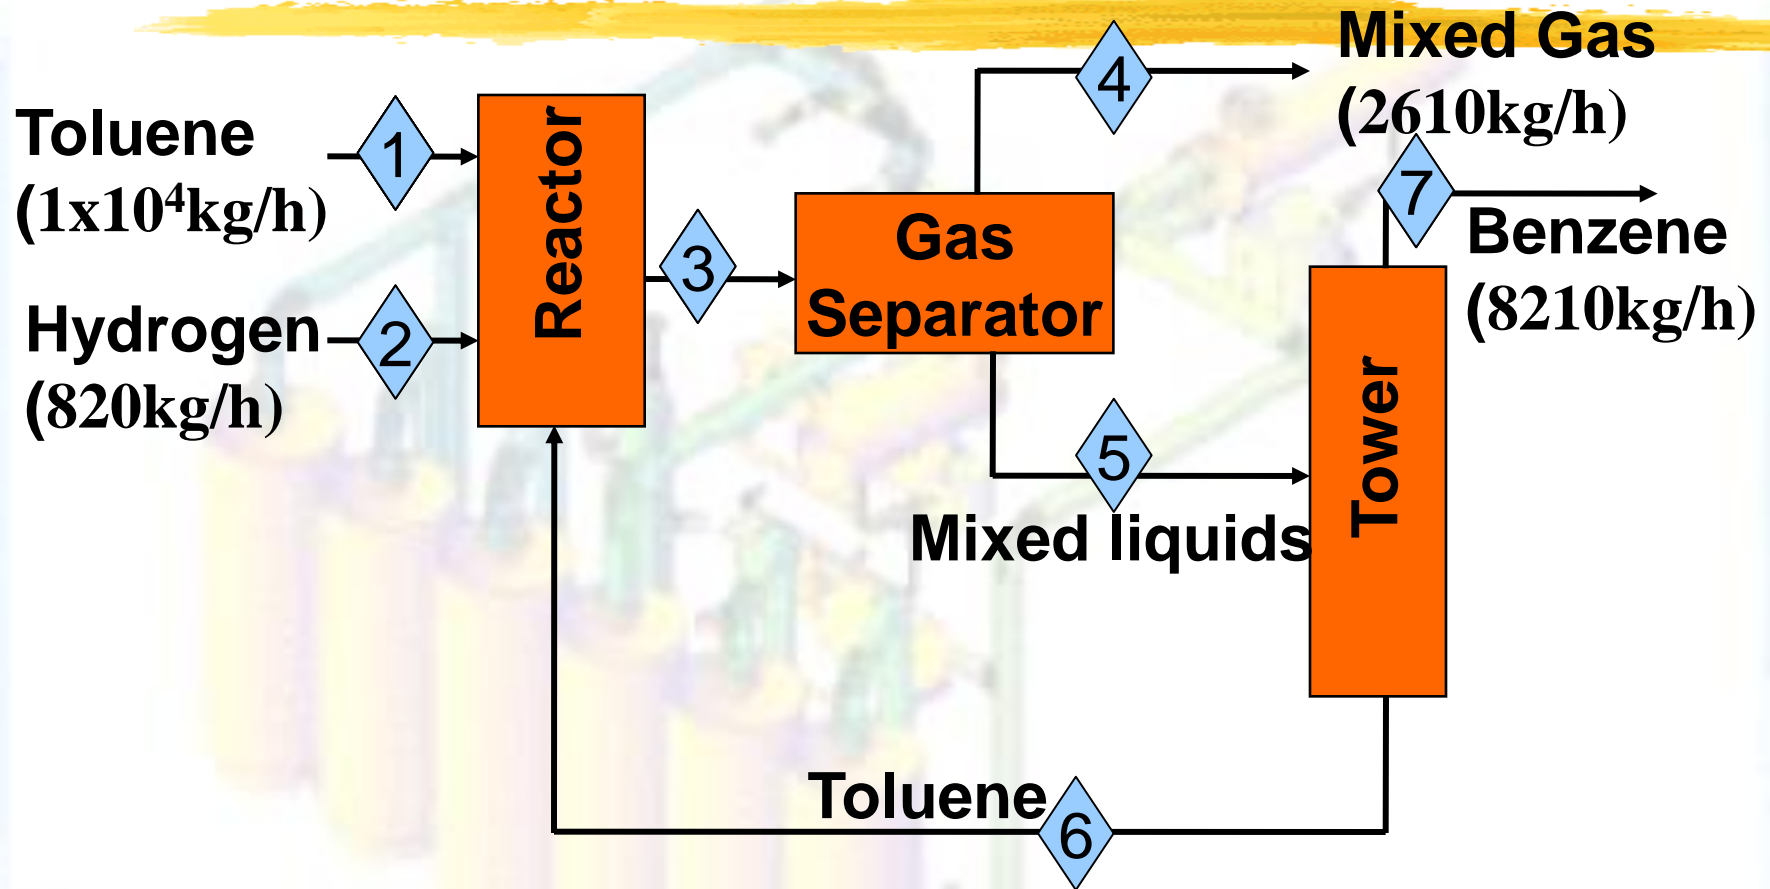 Mixed Gas
(2610kg/h)
4
Toluene
(1x10⁴kg/h)
1
Reactor
7
Benzene
(8210kg/h)
3
Gas
Separator
Hydrogen
(820kg/h)
2
5
Mixed liquids
Tower
Toluene
6